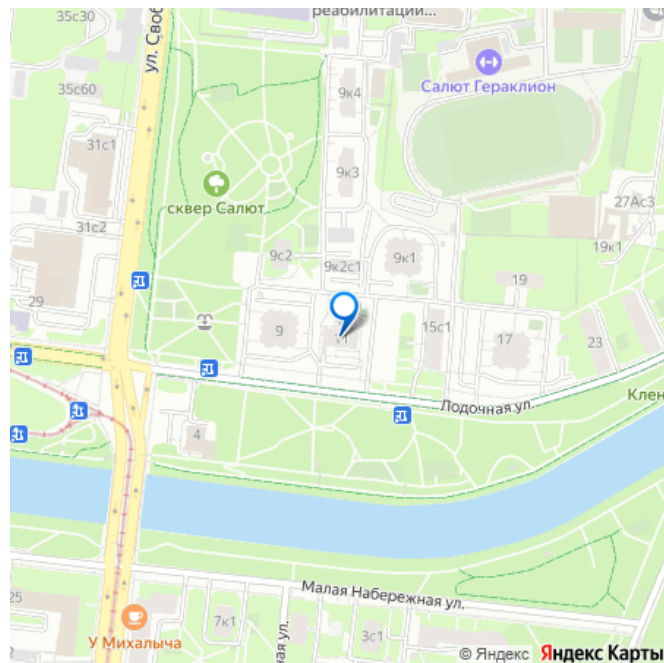 35с30
реабилитации...
ул. Своб
35с60
9к4
Салют Гераклион
31с1
9к3
сквер Салют
27Ас3
31с2
9с2
9к1
19к1
9к2с1
19
29
9
15с1
17
23
Лодочная ул.
Клен
4
Малая Набережная ул.
25
У Михалыча
7к1
ная ул.
3с1
© Яндекс Яндекс Карты